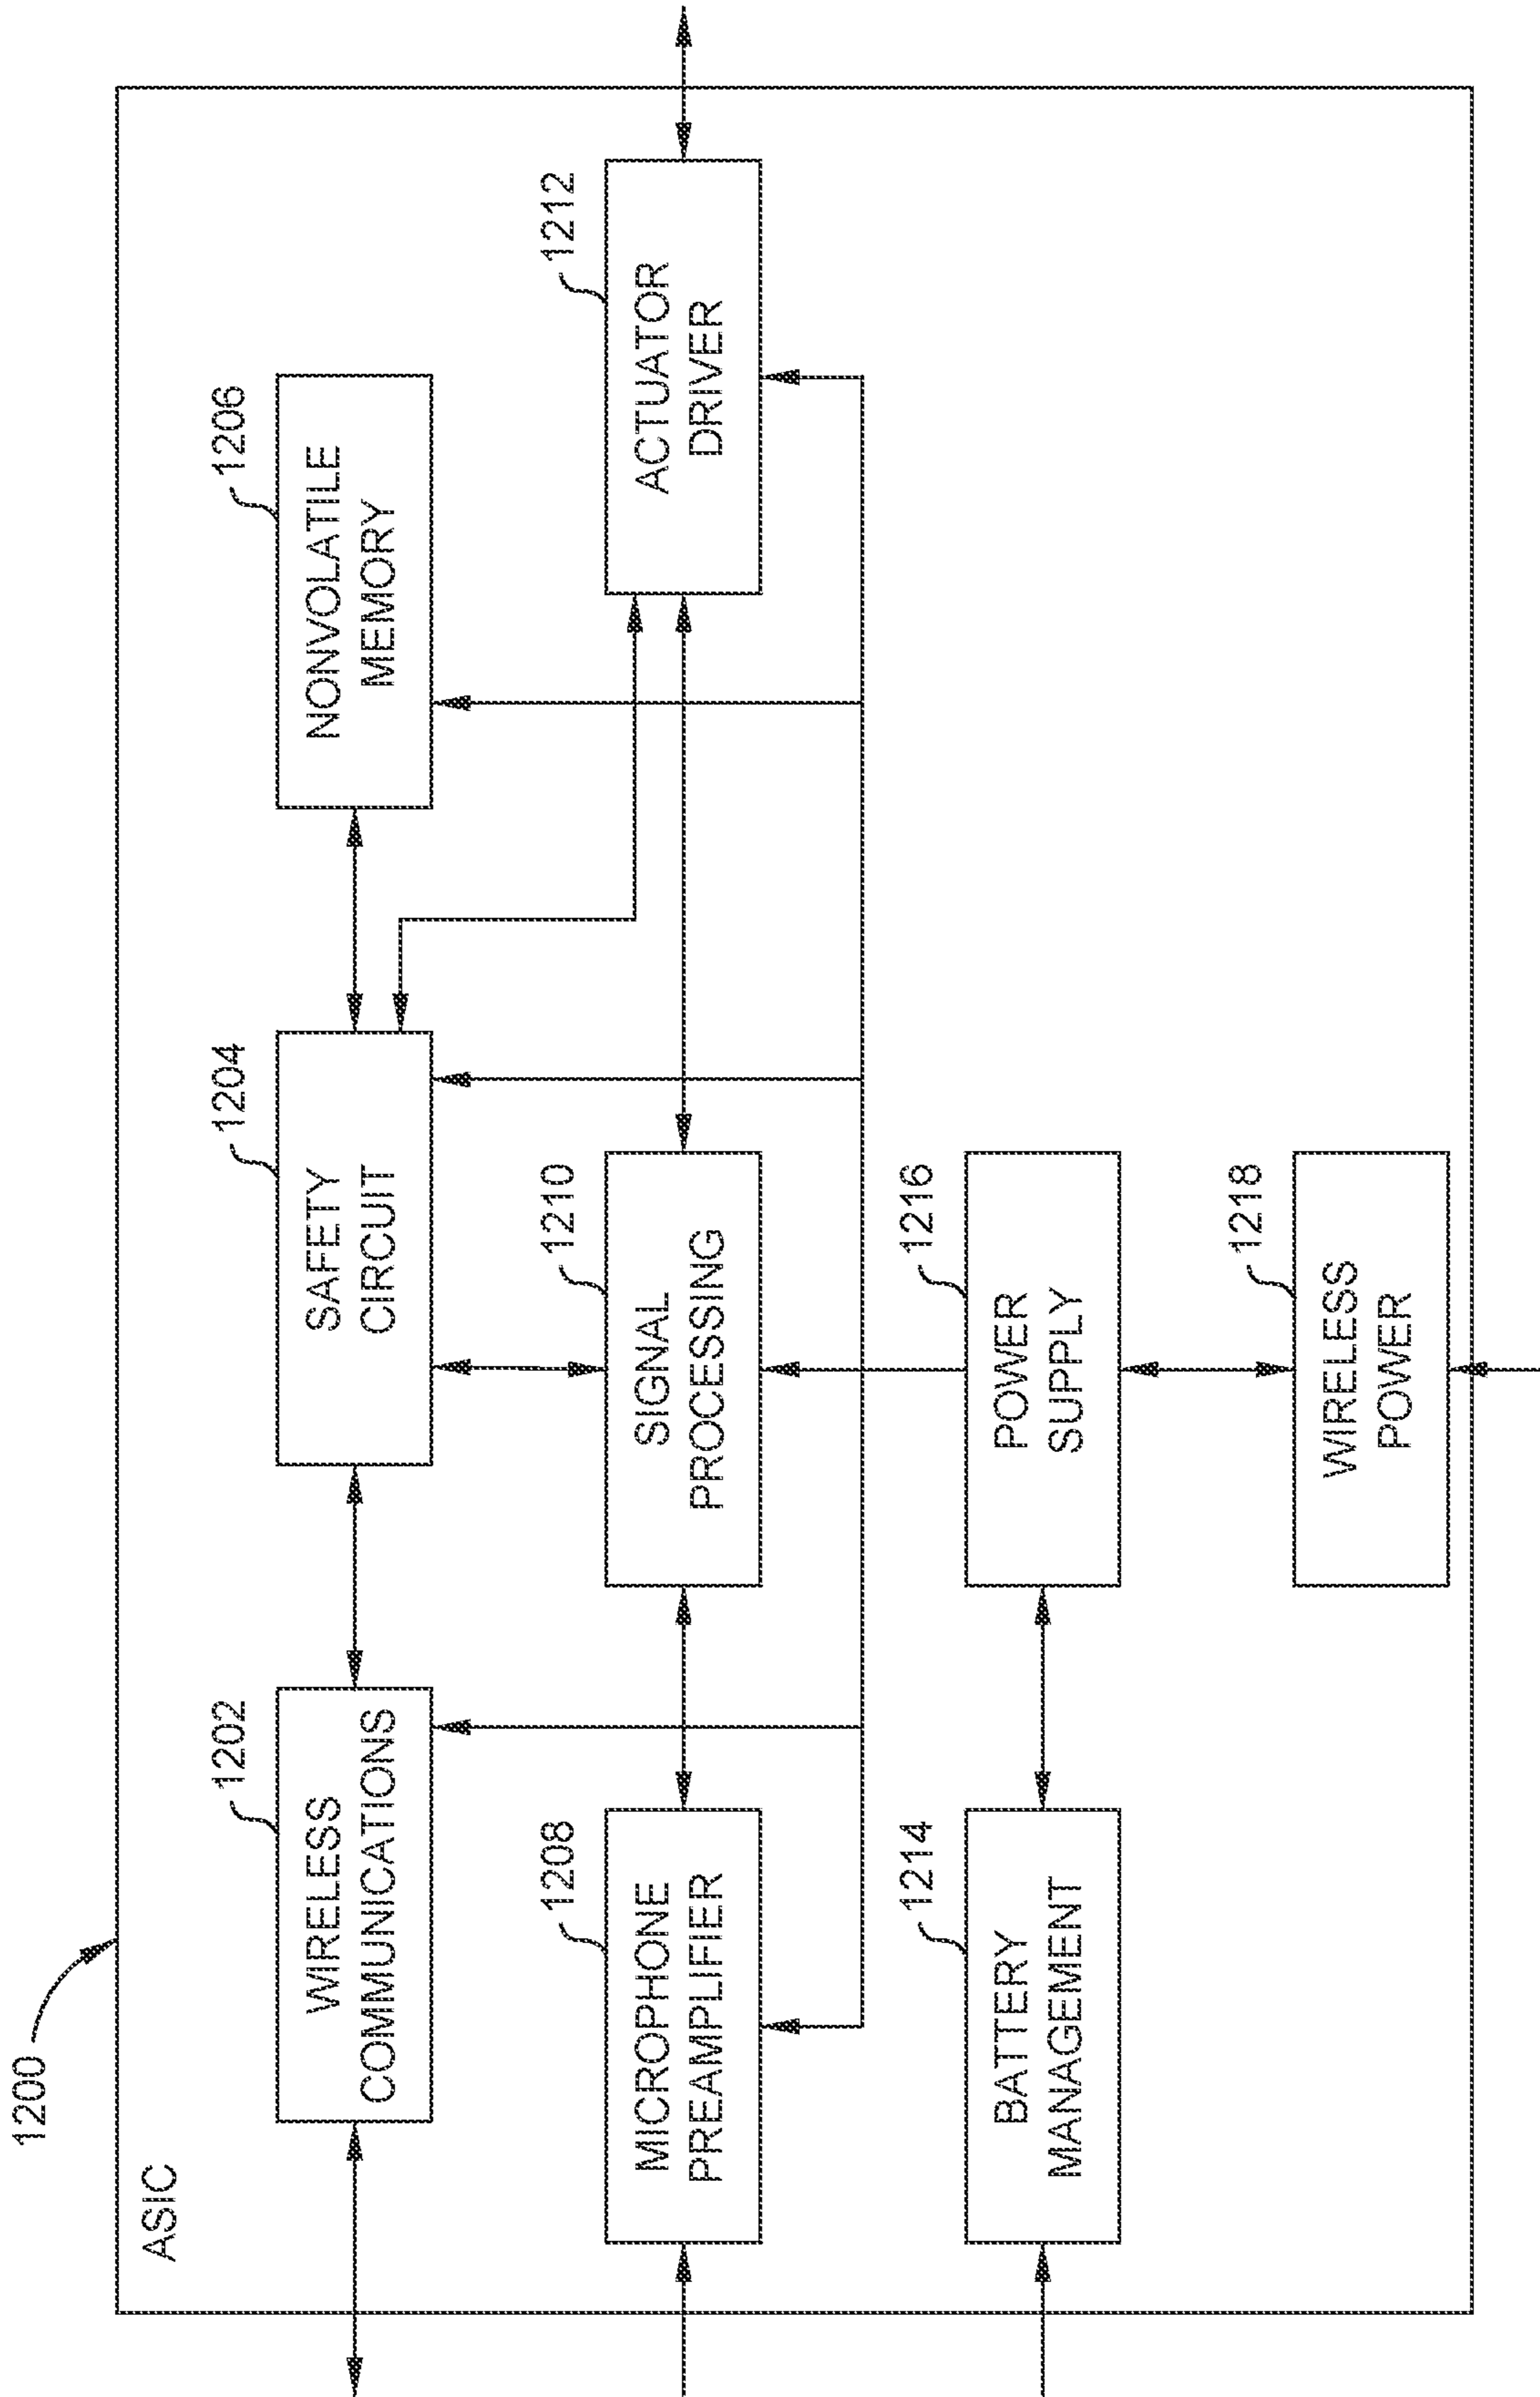 1200
ASIC
1202
WIRELESS
COMMUNICATIONS
1204
SAFETY
CIRCUIT
1206
NONVOLATILE
MEMORY
1208
MICROPHONE
PREAMPLIFIER
1210
SIGNAL
PROCESSING
1212
ACTUATOR
DRIVER
1214
BATTERY
MANAGEMENT
1216
POWER
SUPPLY
1218
WIRELESS
POWER